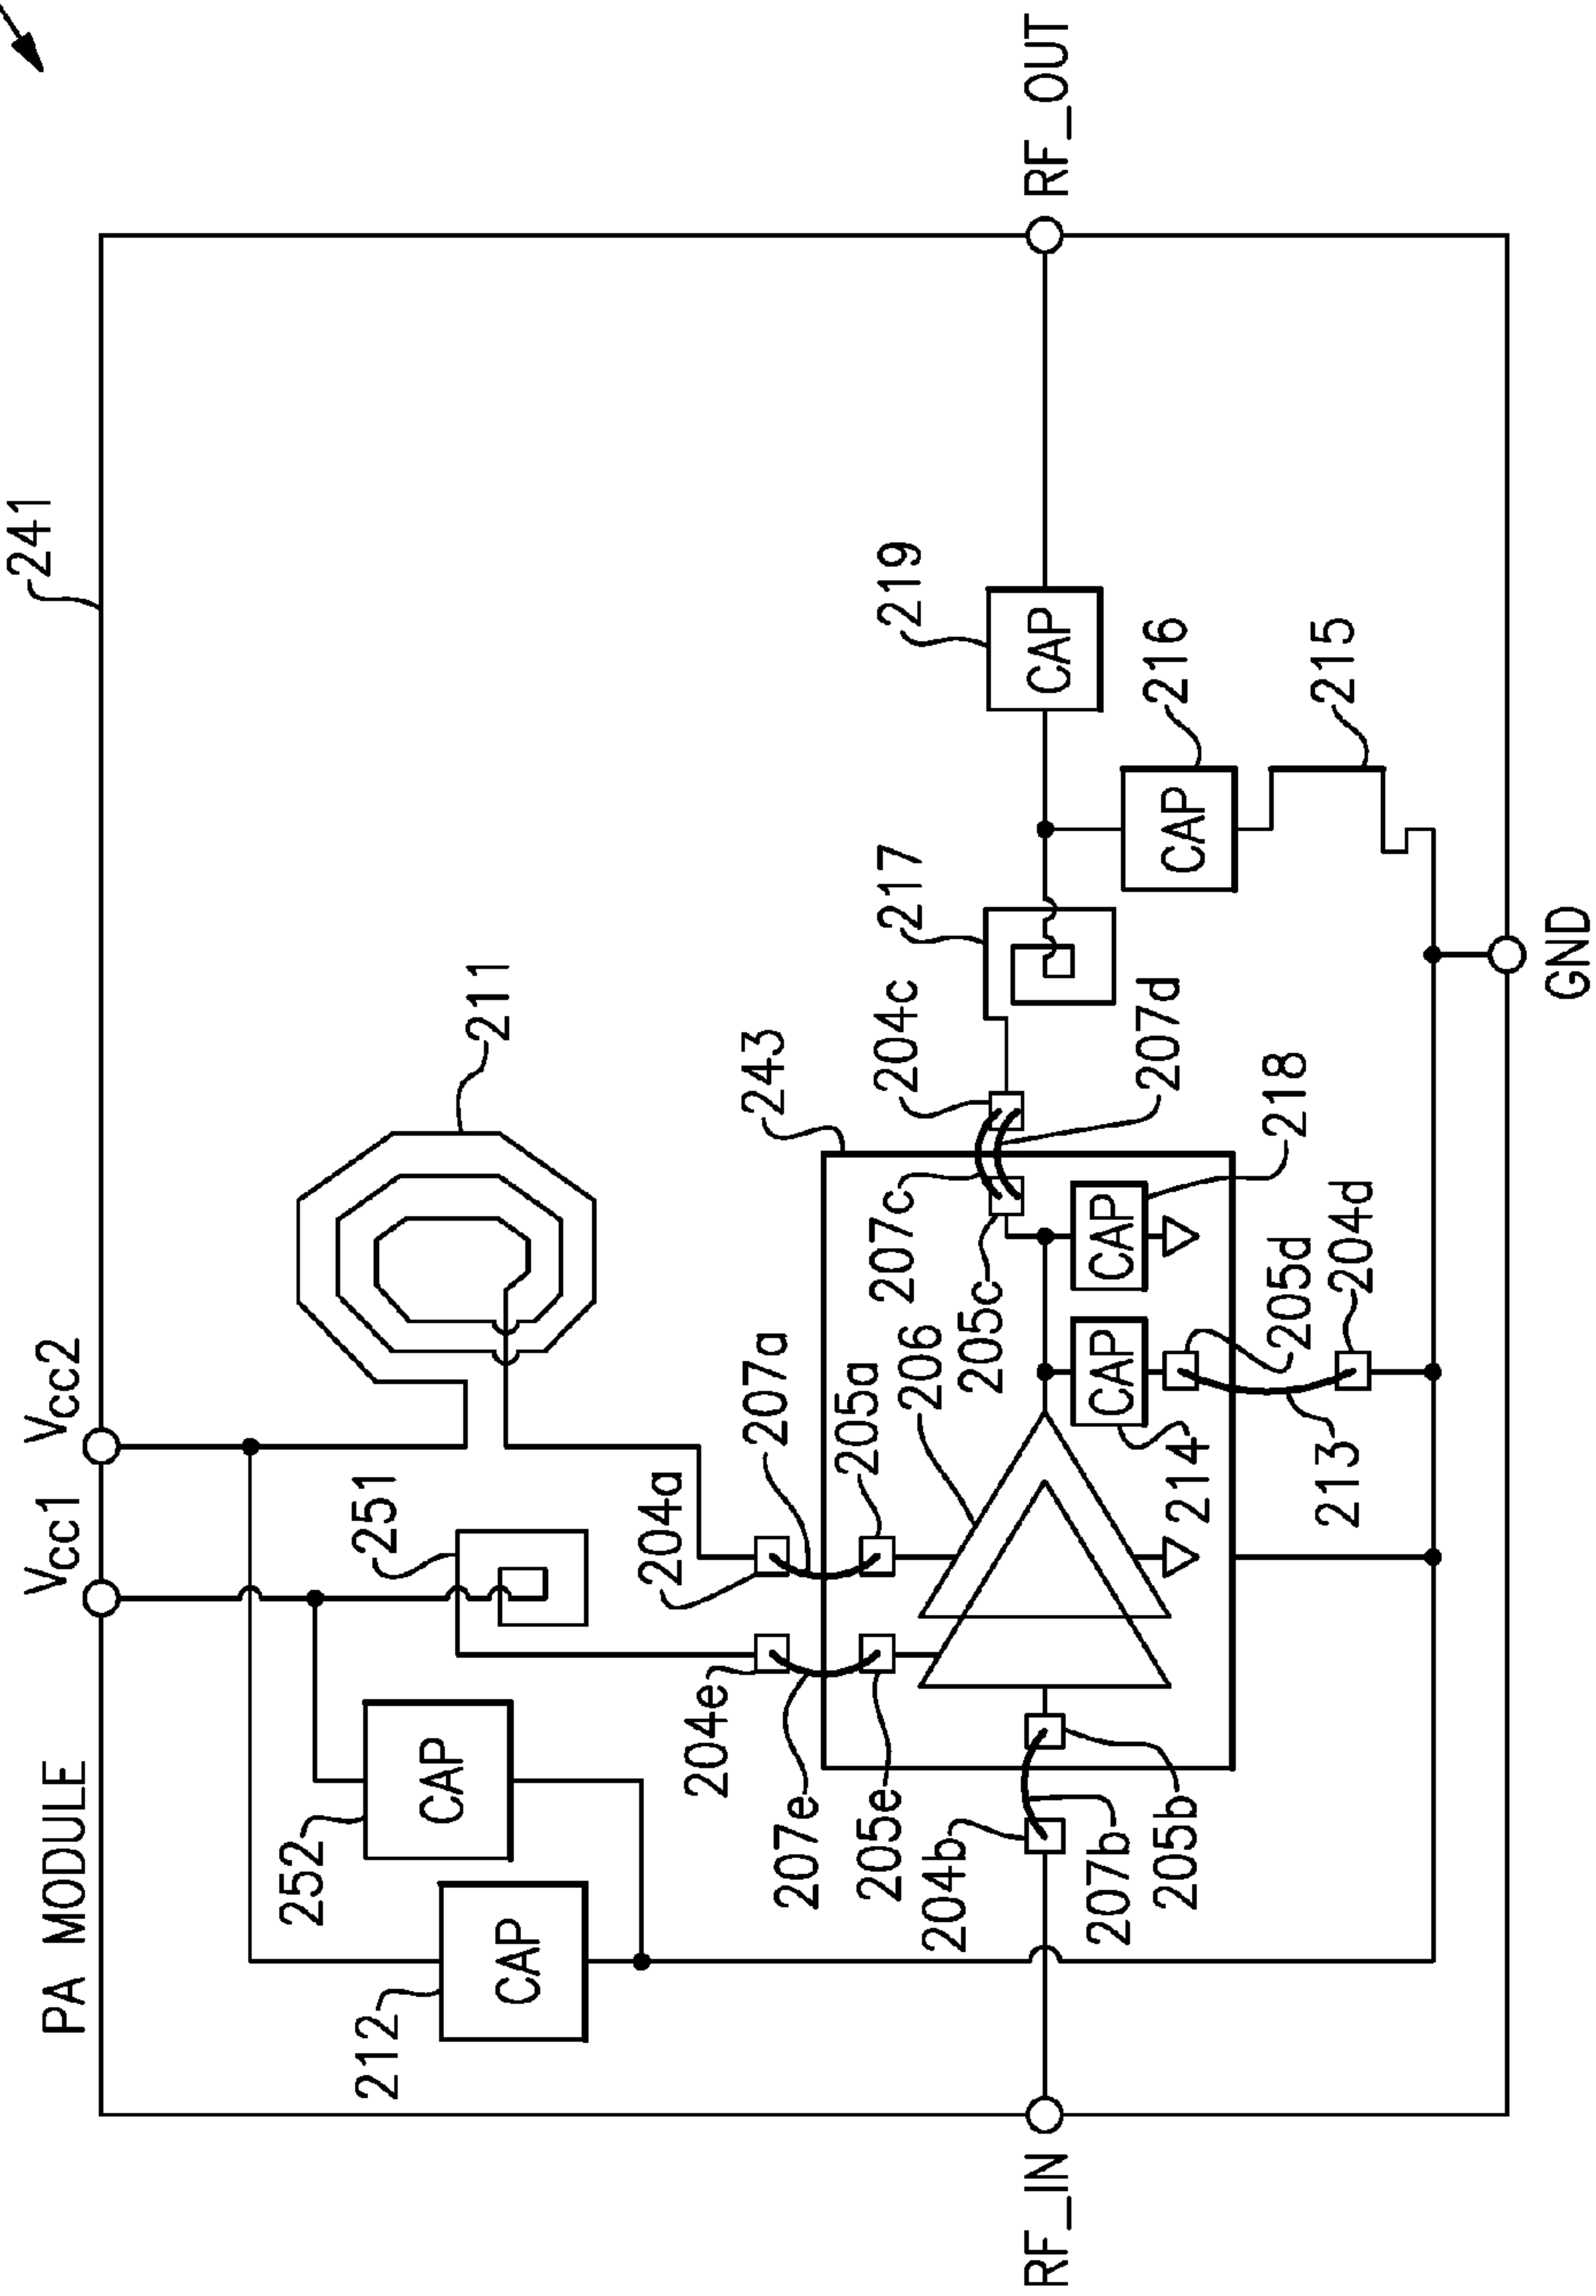 241
PA MODULE
Vcc1
Vcc2
212
CAP
252
CAP
251
211
204e
204a
207a
207e
205e
205a
206
243
204b
207b
205b
207c
205c
204c
207d
217
219
CAP
214
CAP
CAP
218
205d
204d
213
CAP
216
215
RF_IN
RF_OUT
GND